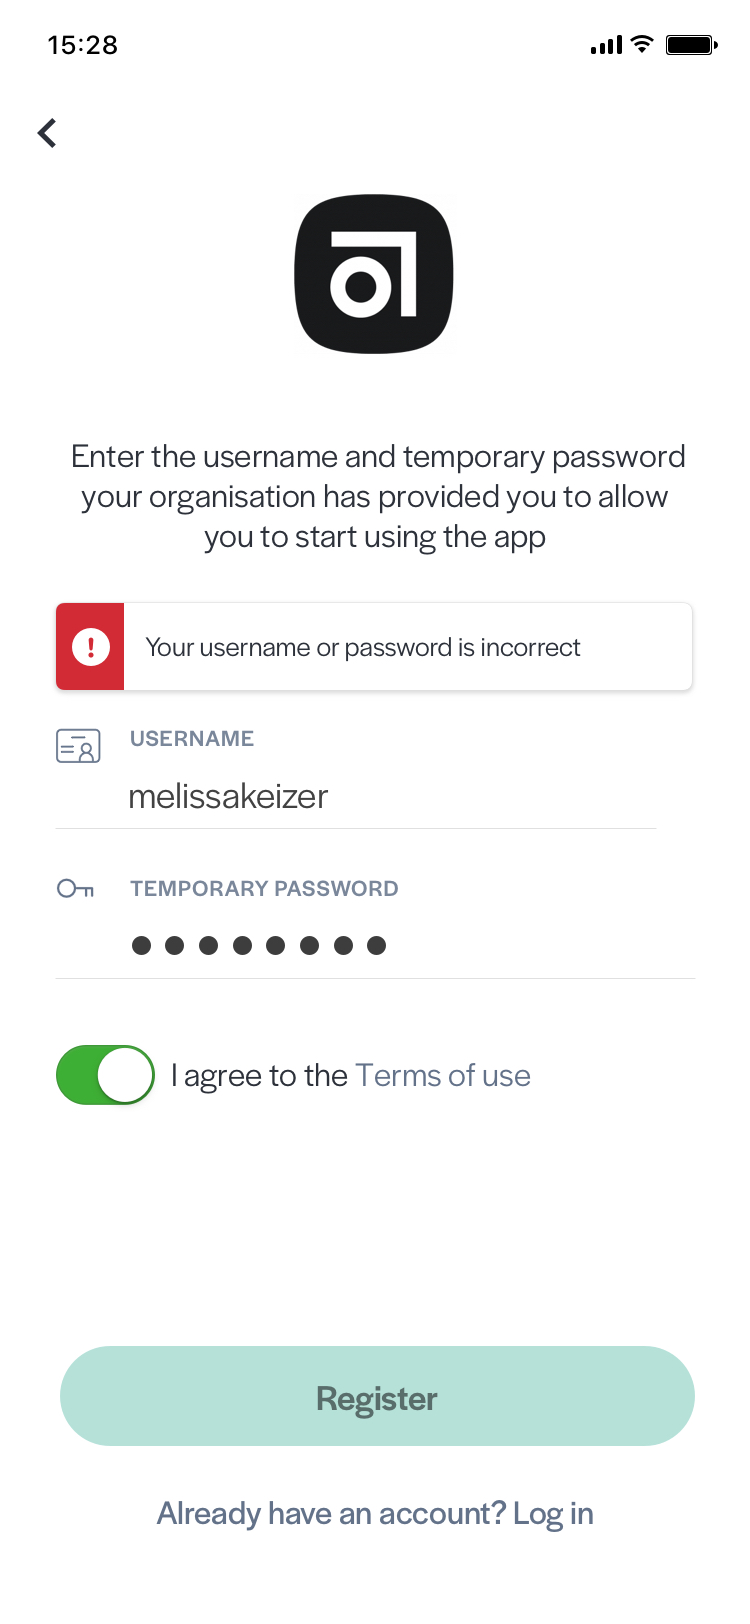 15:28
Enter the username and temporary password
your organisation has provided you to allow
you to start using the app
Your username or password is incorrect
USERNAME
melissakeizer
TEMPORARY PASSWORD
I agree to the Terms of use
Register
Already have an account? Log in